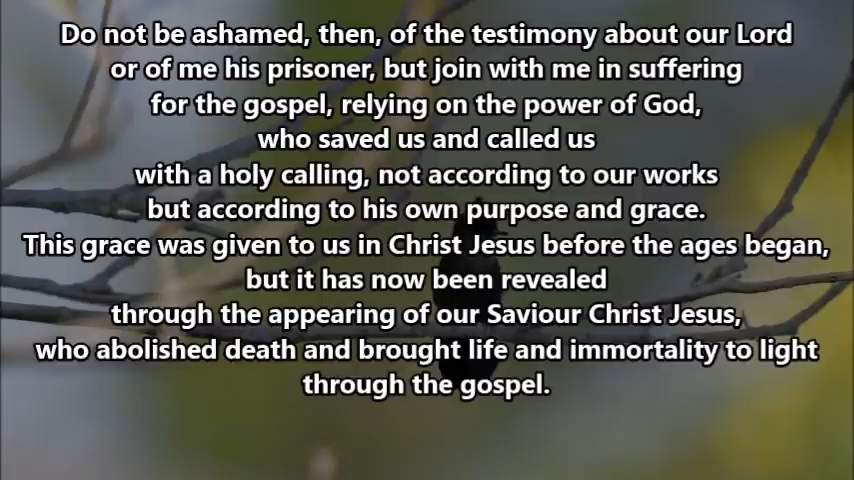 Do not be ashamed, then, of the testimony about our Lord
or of me his prisoner, but join with me in suffering
for the gospel, relying on the power of God,
who saved us and called us
with a holy calling, not according to our works
but according to his own purpose and grace.
This grace was given to us in Christ Jesus before the ages began,
but it has now been revealed
through the appearing of our Saviour Christ Jesus,
who abolished death and brought life and immortality to light
through the gospel.